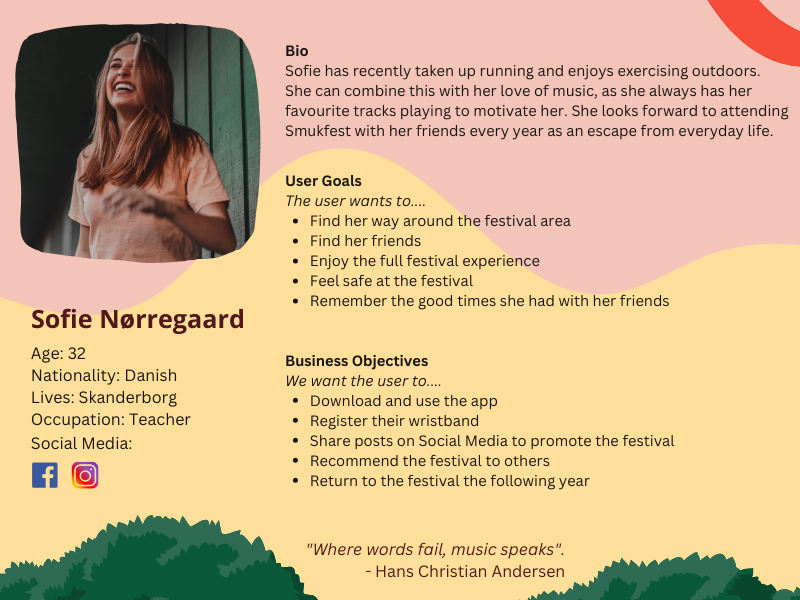 Bio
Sofie has recently taken up running and enjoys exercising outdoors.
She can combine this with her love of music, as she always has her
favourite tracks playing to motivate her. She looks forward to attending
Smukfest with her friends every year as an escape from everyday life.
User Goals
The user wants to....
• Find her way around the festival area
• Find her friends
• Enjoy the full festival experience
• Feel safe at the festival
• Remember the good times she had with her friends
Sofie Nørregaard
Age: 32
Nationality: Danish
Lives: Skanderborg
Occupation: Teacher
Social Media:
Business Objectives
We want the user to....
• Download and use the app
• Register their wristband
• Share posts on Social Media to promote the festival
• Recommend the festival to others
• Return to the festival the following year
"Where words fail, music speaks".
- Hans Christian Andersen